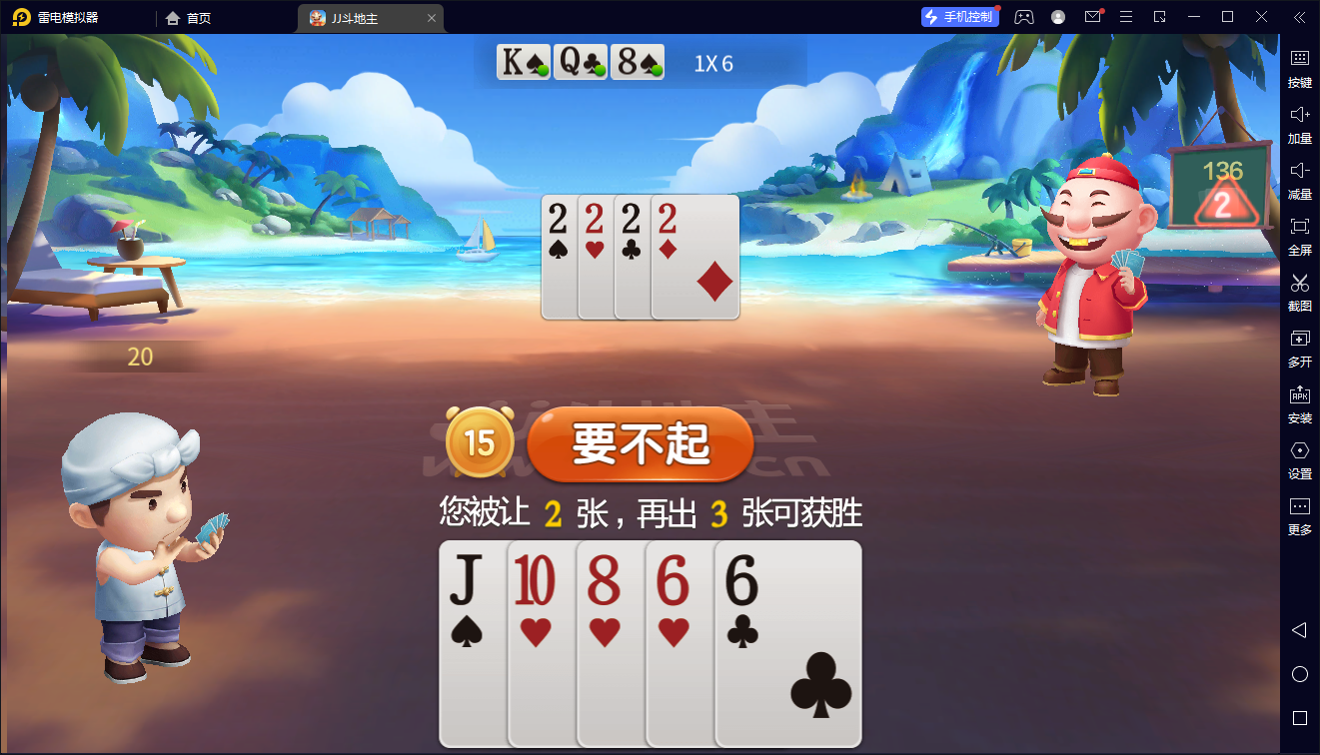 雷电模拟器
首页
JJ斗地主
手机控制
K Q 8 1X6
按键
加量
减量
全屏
截图
多开
APK
安装
设置
更多
136
2
2 2 2 2
20
15
要不起
您被让 2 张，再出 3 张可获胜
J 10 8 6 6